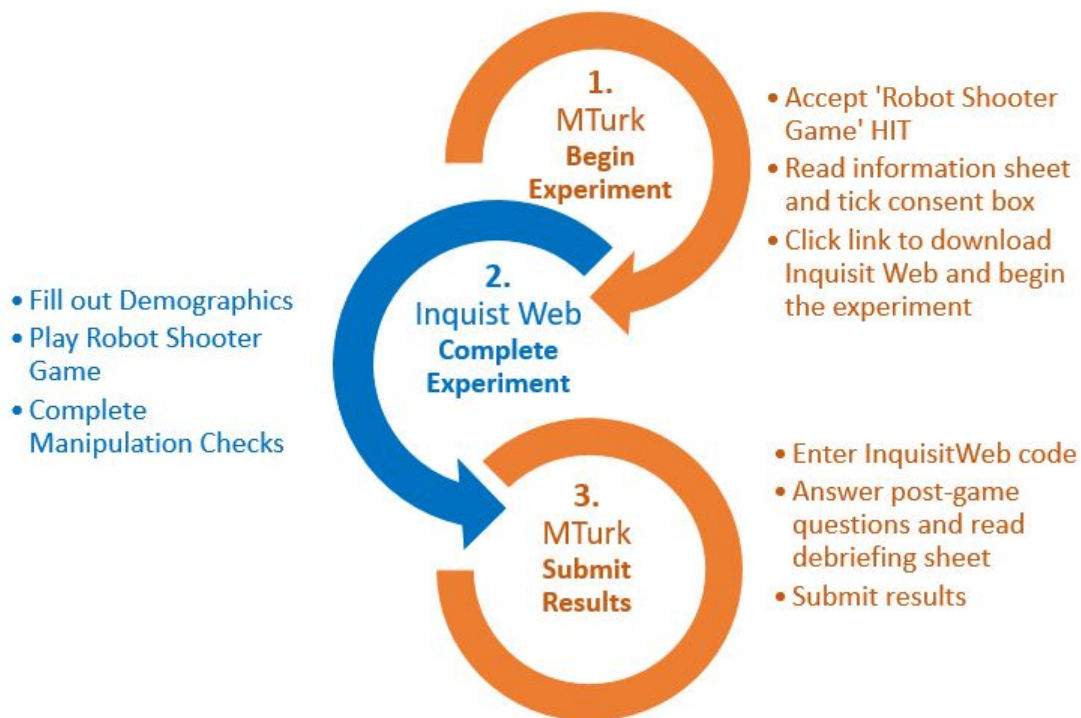 1.
MTurk
Begin
Experiment
• Accept 'Robot Shooter
Game' HIT
• Read information sheet
and tick consent box
• Click link to download
Inquisit Web and begin
the experiment
2.
Inquist Web
Complete
Experiment
• Fill out Demographics
• Play Robot Shooter
Game
• Complete
Manipulation Checks
3.
MTurk
Submit
Results
• Enter InquisitWeb code
• Answer post-game
questions and read
debriefing sheet
• Submit results